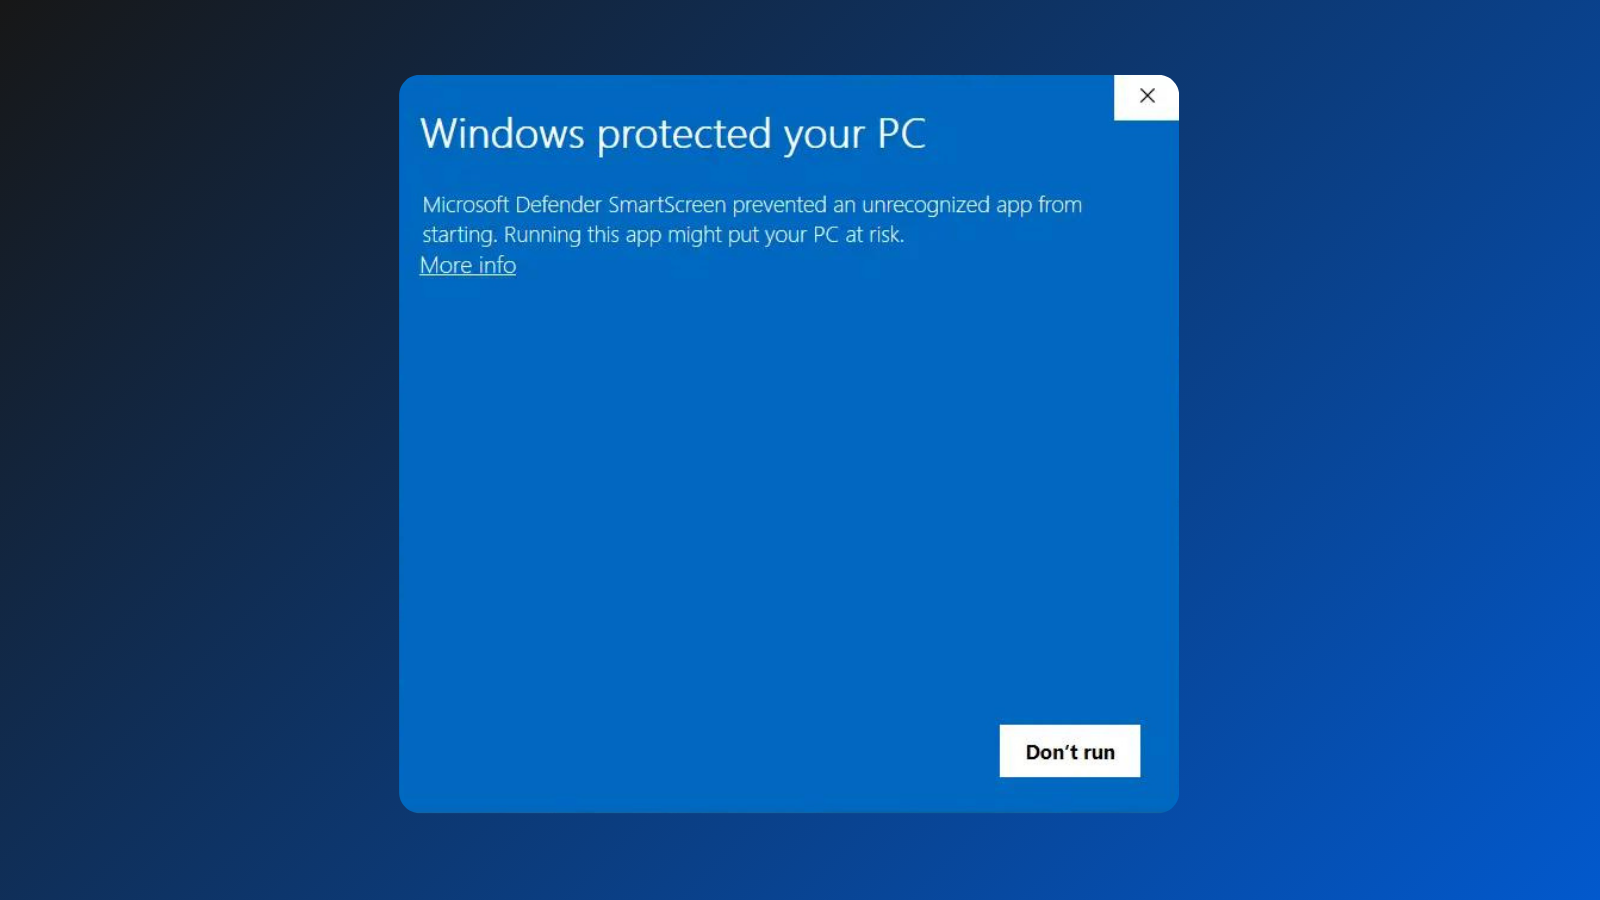 Windows protected your PC
Microsoft Defender SmartScreen prevented an unrecognized app from
starting. Running this app might put your PC at risk.
More info
Don’t run